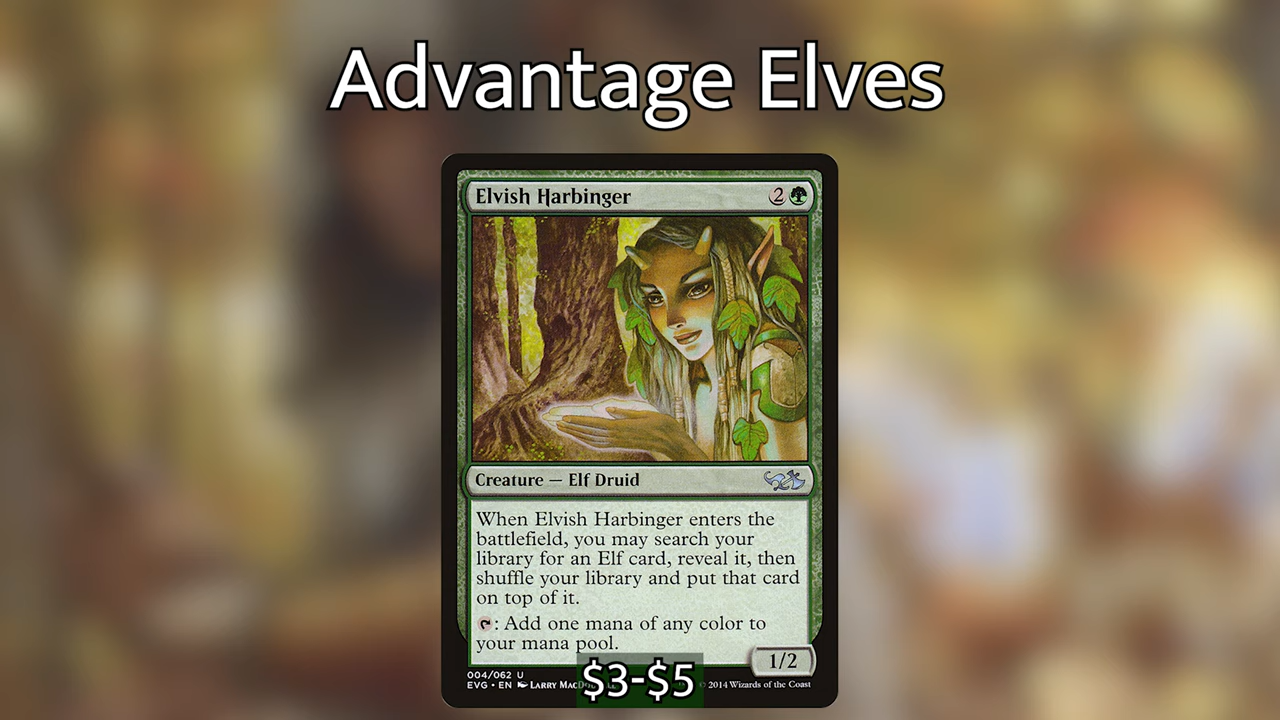 Advantage Elves
Elvish Harbinger 2
Creature — Elf Druid
When Elvish Harbinger enters the
battlefield, you may search your
library for an Elf card, reveal it, then
shuffle your library and put that card
on top of it.
: Add one mana of any color to
your mana pool.
1/2
004/062 U
EVG • EN Larry
$3-$5
2014 Wizards of the Coast